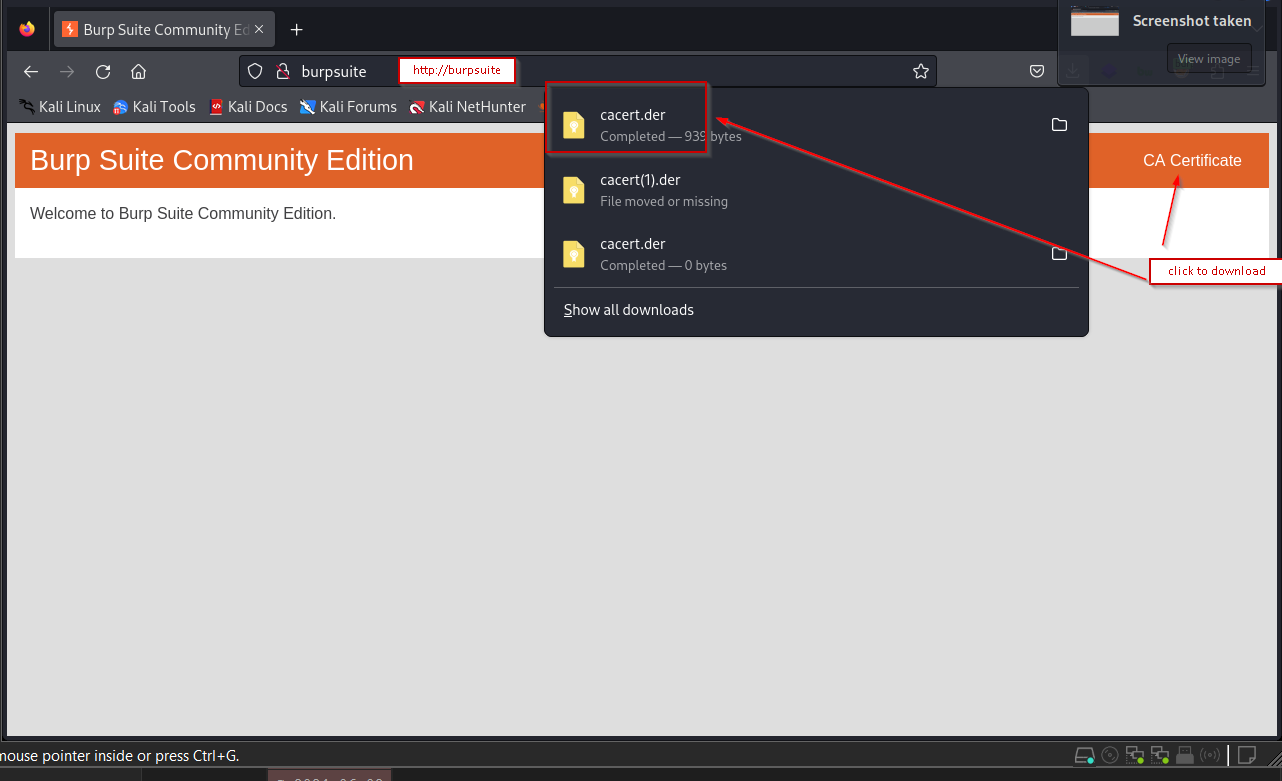 Burp Suite Community Ed
Screenshot taken
View image
burpsuite
http://burpsuite
Kali Linux
Kali Tools
Kali Docs
Kali Forums
Kali NetHunter
cacert.der
Completed — 939 bytes
cacert(1).der
File moved or missing
cacert.der
Completed — 0 bytes
Show all downloads
Burp Suite Community Edition
CA Certificate
Welcome to Burp Suite Community Edition.
click to download
mouse pointer inside or press Ctrl+G.